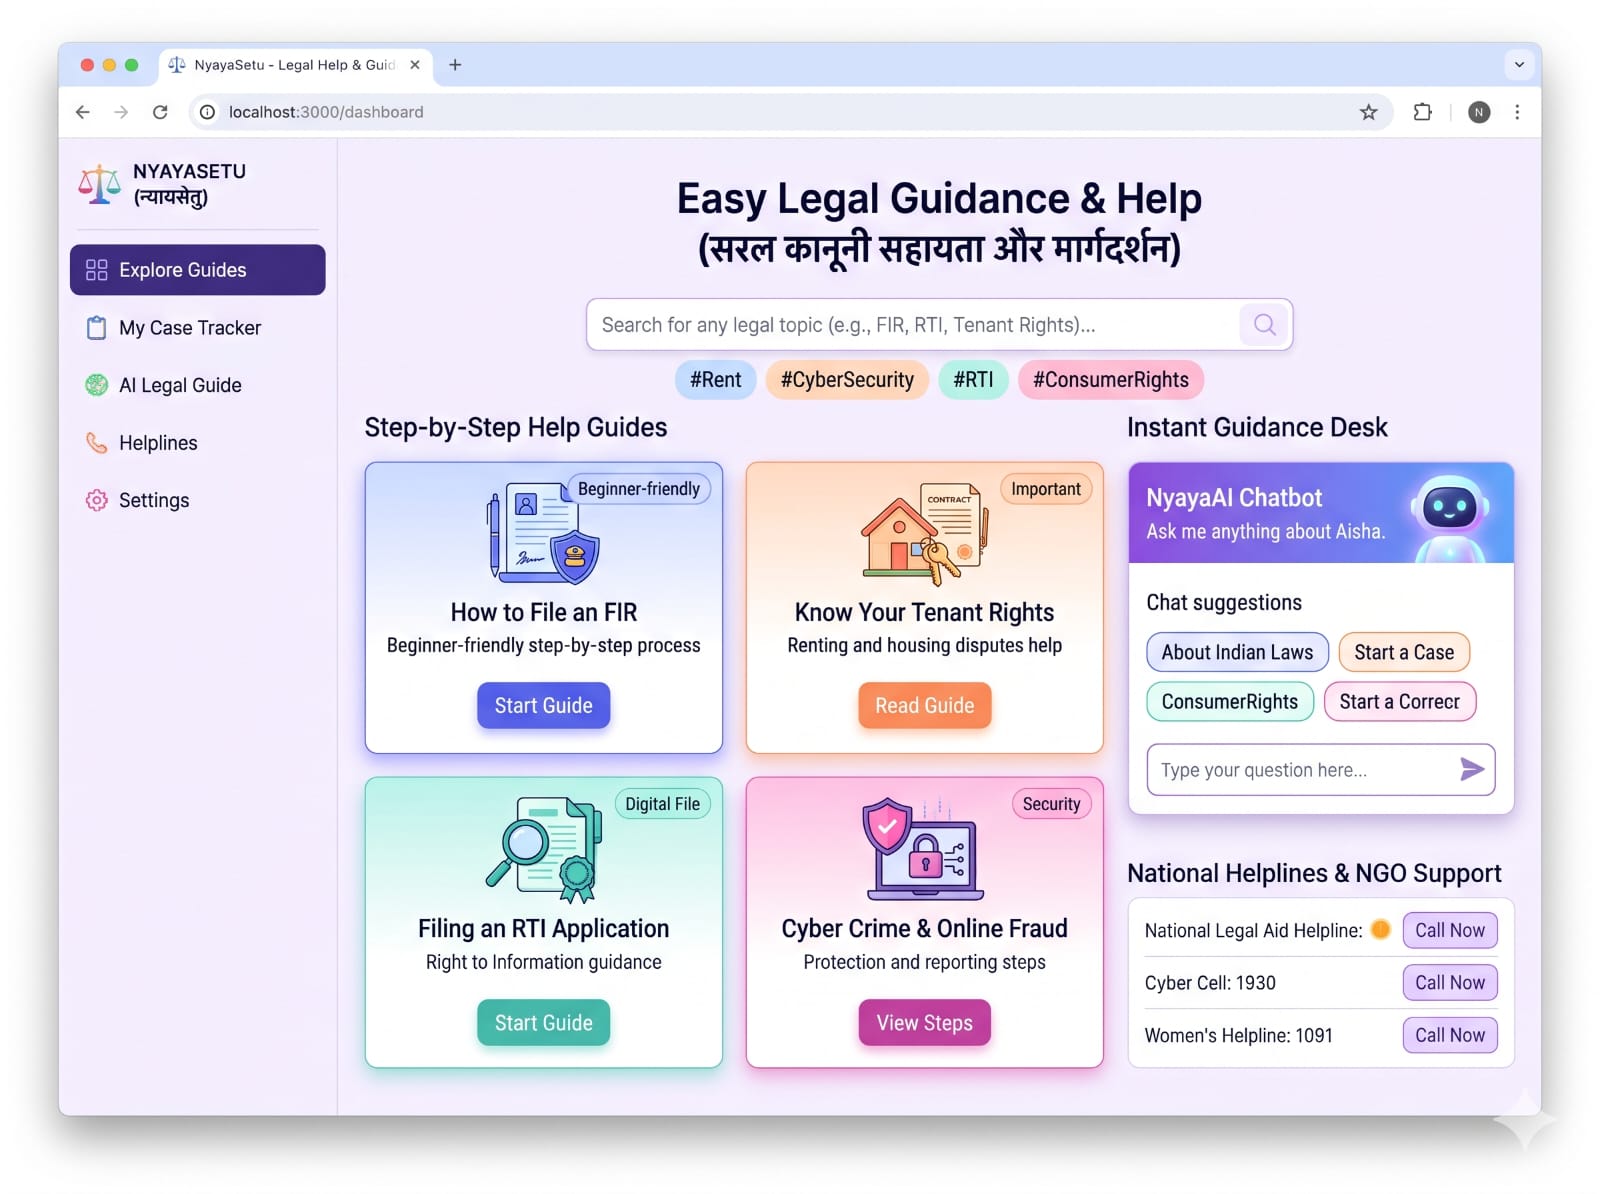 NyayaSetu - Legal Help & Guid
localhost:3000/dashboard
N
NYAYASETU
(न्यायसेतु)
Explore Guides
My Case Tracker
AI Legal Guide
Helplines
Settings
Easy Legal Guidance & Help
(सरल कानूनी सहायता और मार्गदर्शन)
Search for any legal topic (e.g., FIR, RTI, Tenant Rights)...
#Rent
#CyberSecurity
#RTI
#ConsumerRights
Step-by-Step Help Guides
Beginner-friendly
How to File an FIR
Beginner-friendly step-by-step process
Start Guide
Important
CONTRACT
Know Your Tenant Rights
Renting and housing disputes help
Read Guide
Digital File
Filing an RTI Application
Right to Information guidance
Start Guide
Security
Cyber Crime & Online Fraud
Protection and reporting steps
View Steps
Instant Guidance Desk
NyayaAI Chatbot
Ask me anything about Aisha.
Chat suggestions
About Indian Laws
Start a Case
ConsumerRights
Start a Correcr
Type your question here...
National Helplines & NGO Support
National Legal Aid Helpline:
Call Now
Cyber Cell: 1930
Call Now
Women's Helpline: 1091
Call Now